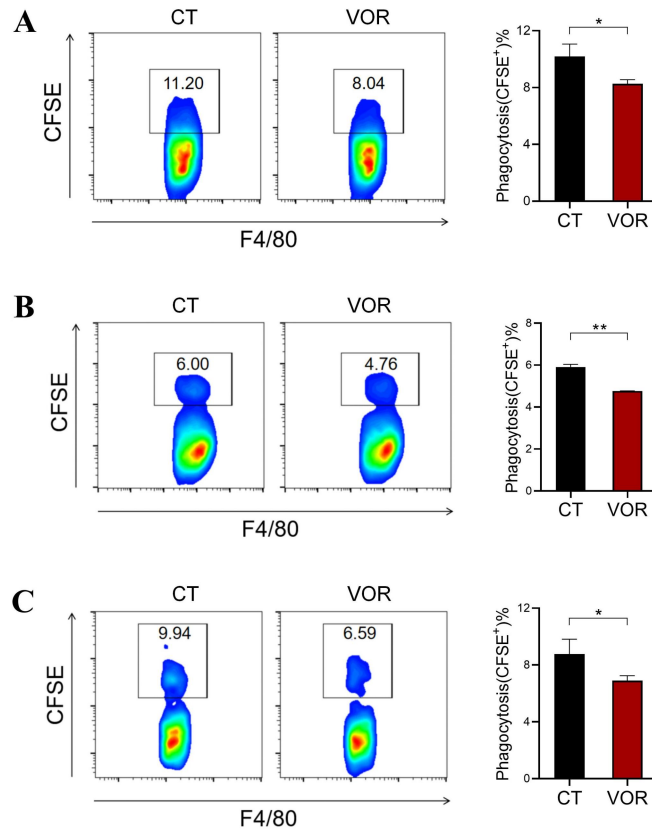 A
CT
VOR
CFSE
11.20
8.04
F4/80
Phagocytosis(CFSE⁺)%
12
8
4
0
*
CT
VOR
B
CT
VOR
CFSE
6.00
4.76
F4/80
Phagocytosis(CFSE⁺)%
8
6
4
2
0
**
CT
VOR
C
CT
VOR
CFSE
9.94
6.59
F4/80
Phagocytosis(CFSE⁺)%
12
8
4
0
*
CT
VOR